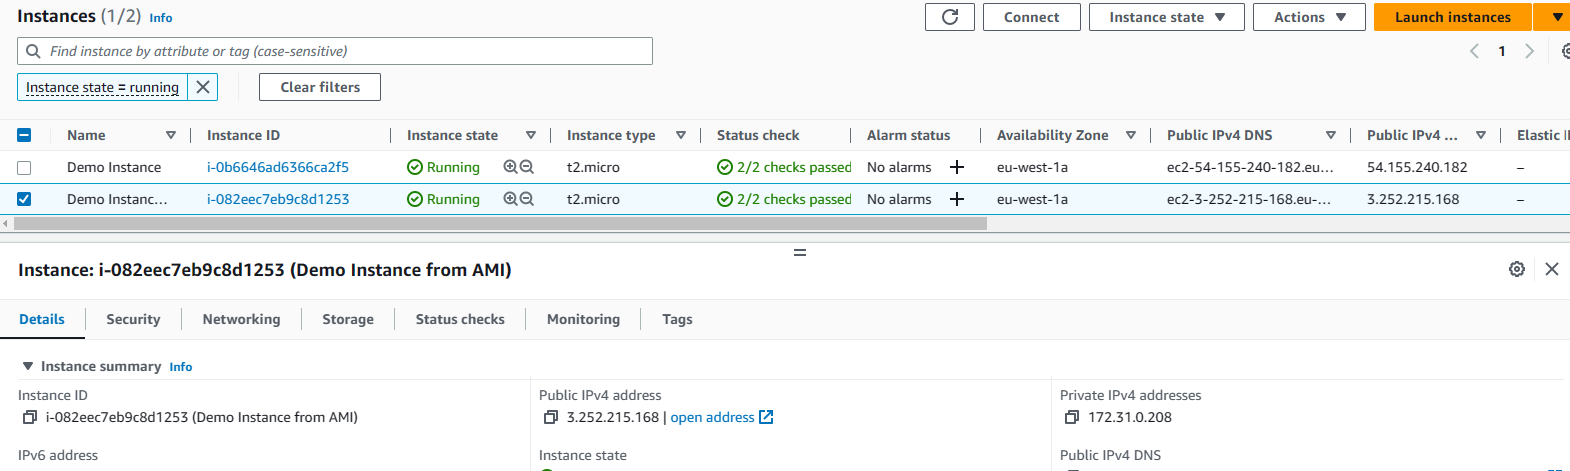 Instances (1/2) Info
Connect Instance state Actions Launch instances
Find instance by attribute or tag (case-sensitive)
1
Instance state = running Clear filters
Name Instance ID Instance state Instance type Status check Alarm status Availability Zone Public IPv4 DNS Public IPv4 ... Elastic
Demo Instance i-0b6646ad6366ca2f5 Running t2.micro 2/2 checks passed No alarms + eu-west-1a ec2-54-155-240-182.eu... 54.155.240.182 –
Demo Instanc... i-082eec7eb9c8d1253 Running t2.micro 2/2 checks passed No alarms + eu-west-1a ec2-3-252-215-168.eu-... 3.252.215.168 –
Instance: i-082eec7eb9c8d1253 (Demo Instance from AMI)
Details Security Networking Storage Status checks Monitoring Tags
Instance summary Info
Instance ID Public IPv4 address Private IPv4 addresses
i-082eec7eb9c8d1253 (Demo Instance from AMI) 3.252.215.168 | open address 172.31.0.208
IPv6 address Instance state Public IPv4 DNS